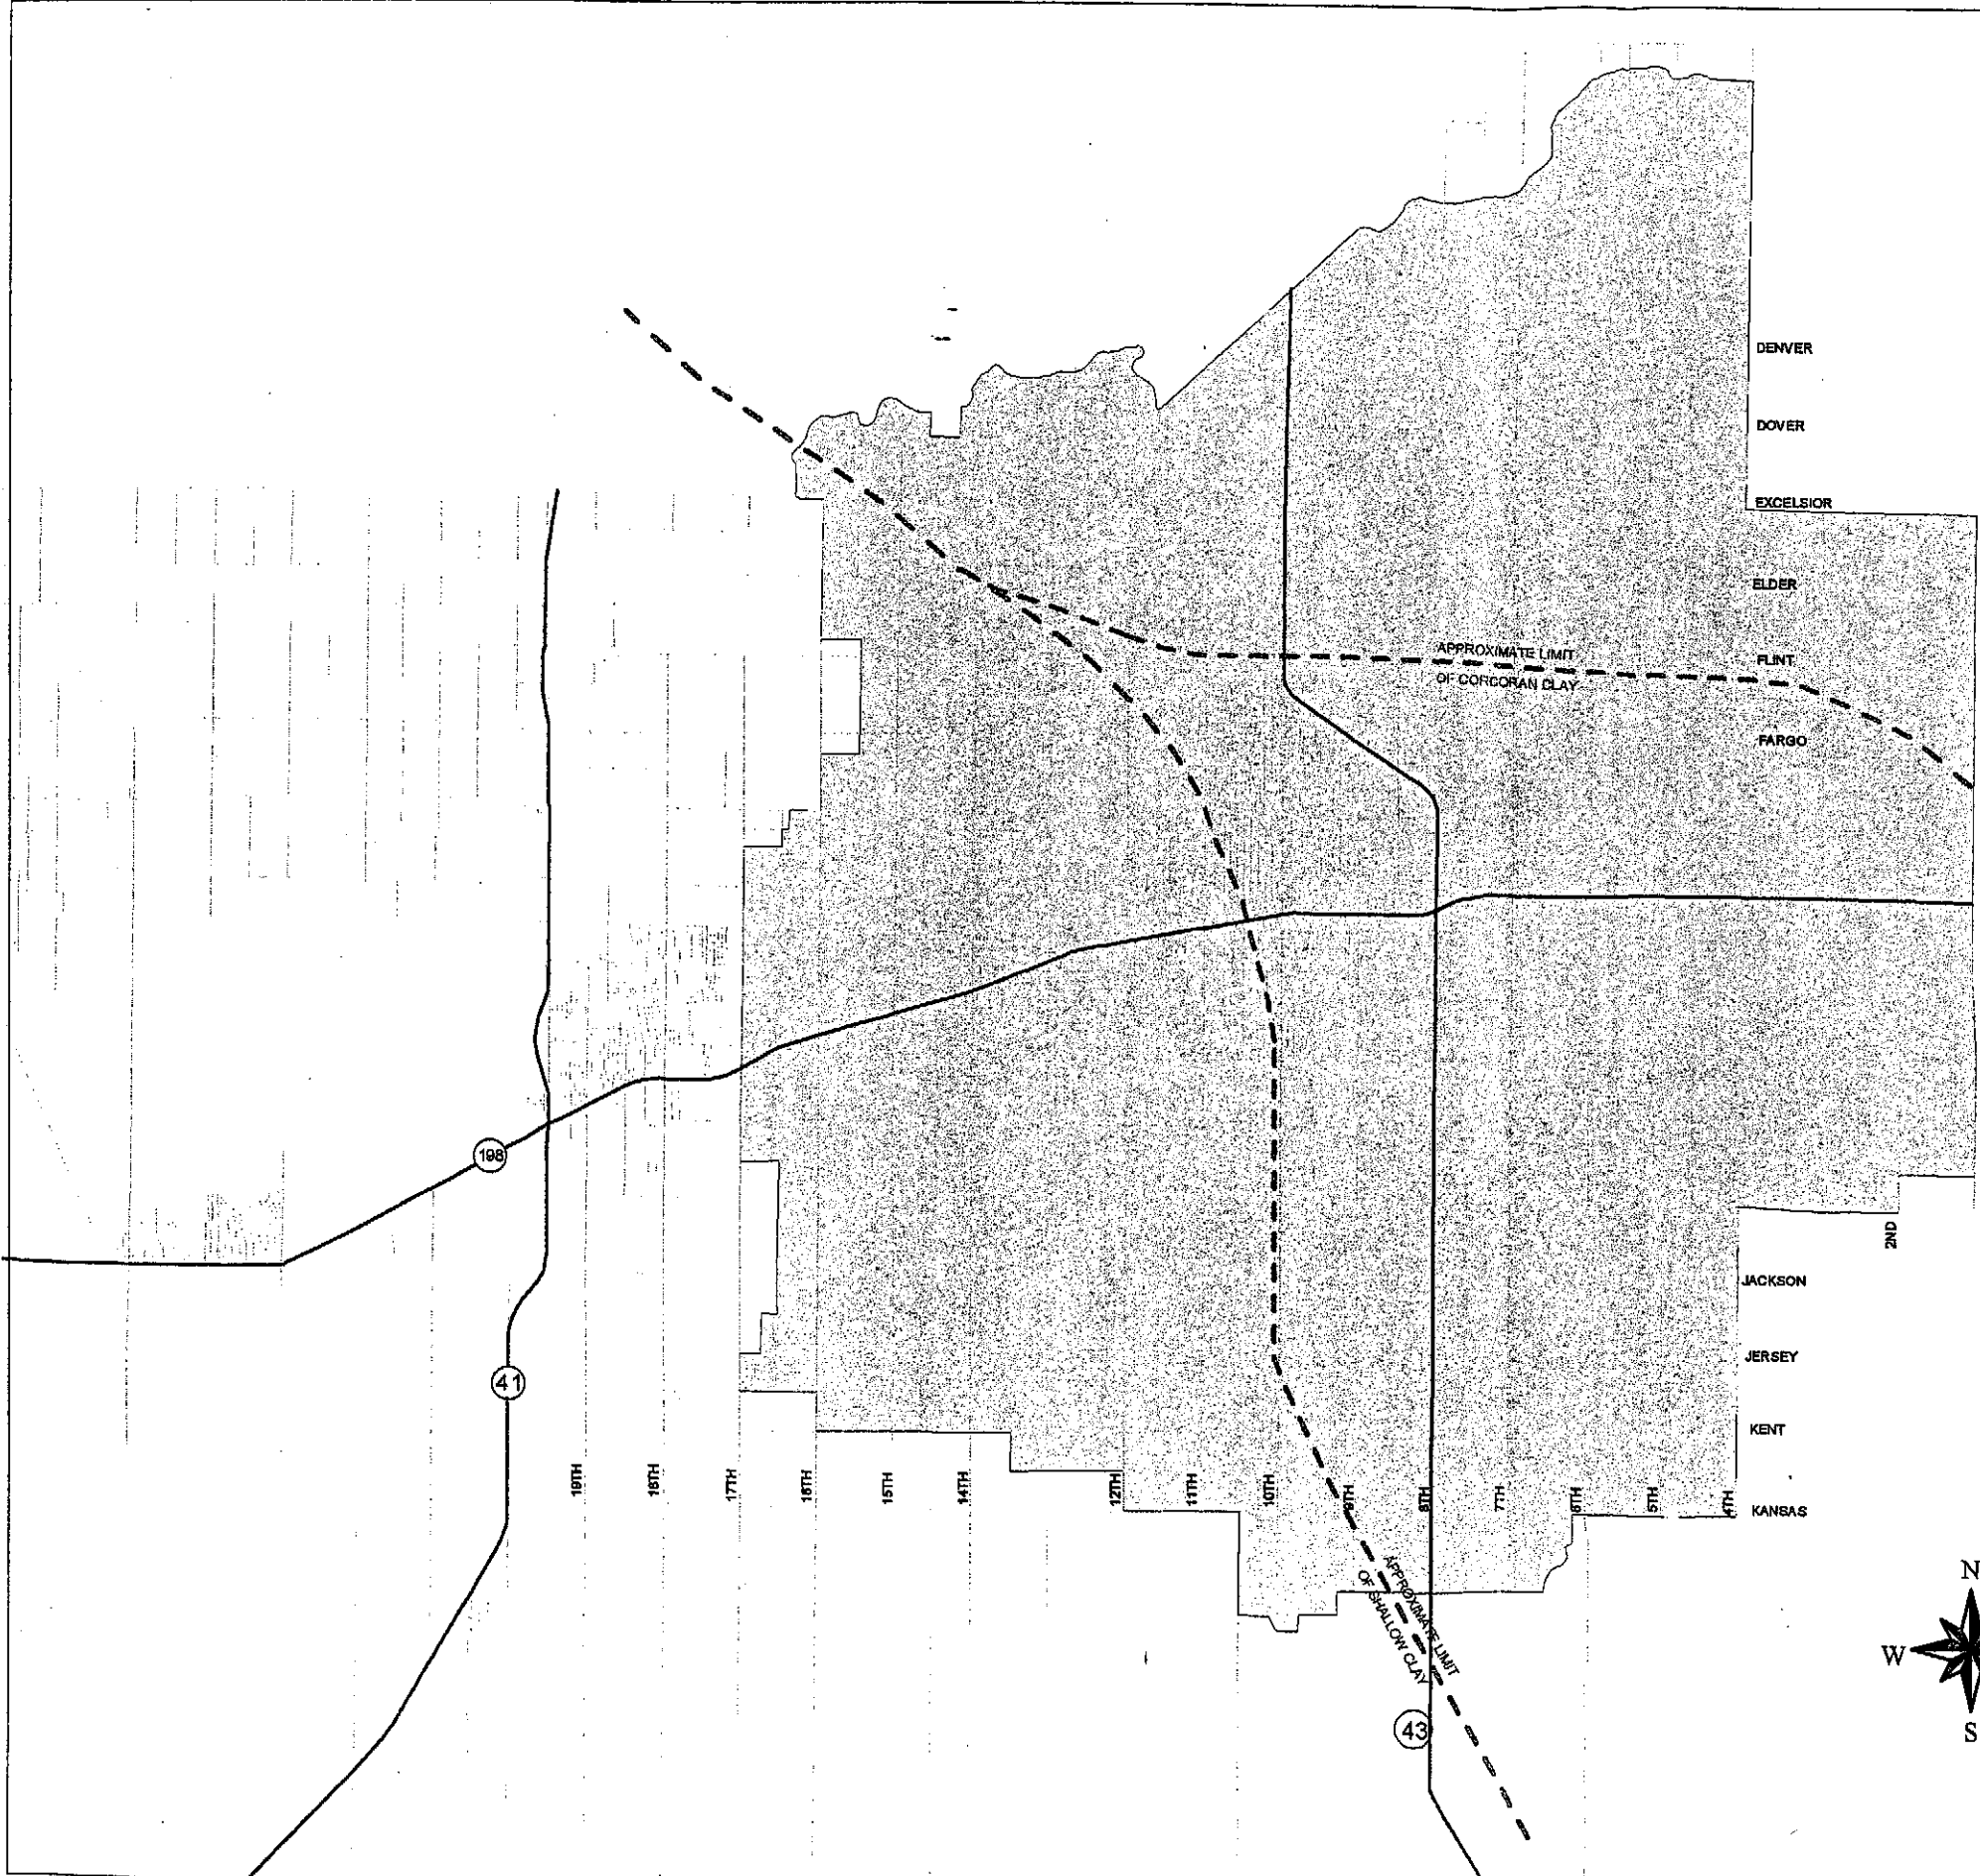 DENVER
DOVER
EXCELSIOR
ELDER
APPROXIMATE LIMIT
OF CORCORAN CLAY
FLINT
FARGO
198
2ND
JACKSON
JERSEY
41
KENT
19TH
18TH
17TH
16TH
15TH
14TH
12TH
11TH
10TH
9TH
8TH
7TH
6TH
5TH
4TH
KANSAS
APPROXIMATE LIMIT
OF SHALLOW CLAY
N
W
S
43